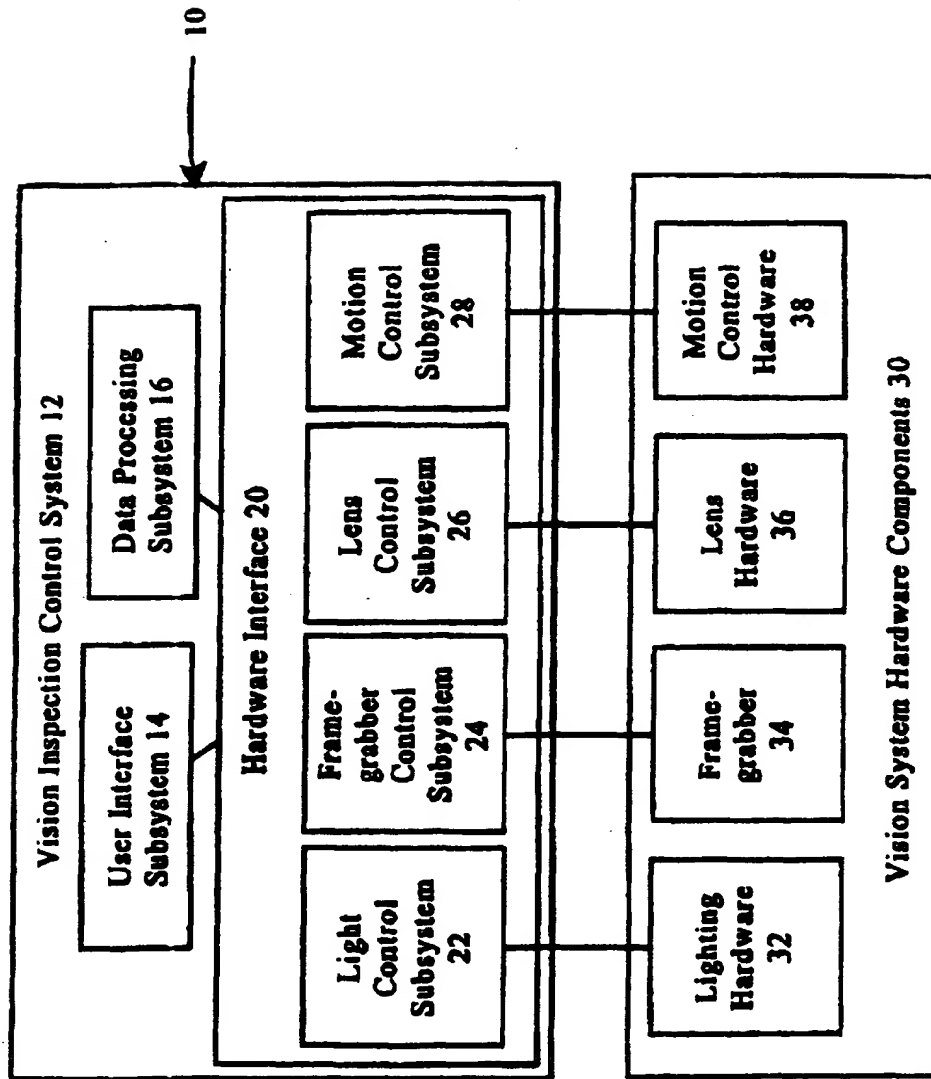 10
Vision Inspection Control System 12
User Interface
Subsystem 14
Data Processing
Subsystem 16
Hardware Interface 20
Light
Control
Subsystem
22
Frame-
grabber
Control
Subsystem
24
Lens
Control
Subsystem
26
Motion
Control
Subsystem
28
Lighting
Hardware
32
Frame-
grabber
34
Lens
Hardware
36
Motion
Control
Hardware
38
Vision System Hardware Components 30